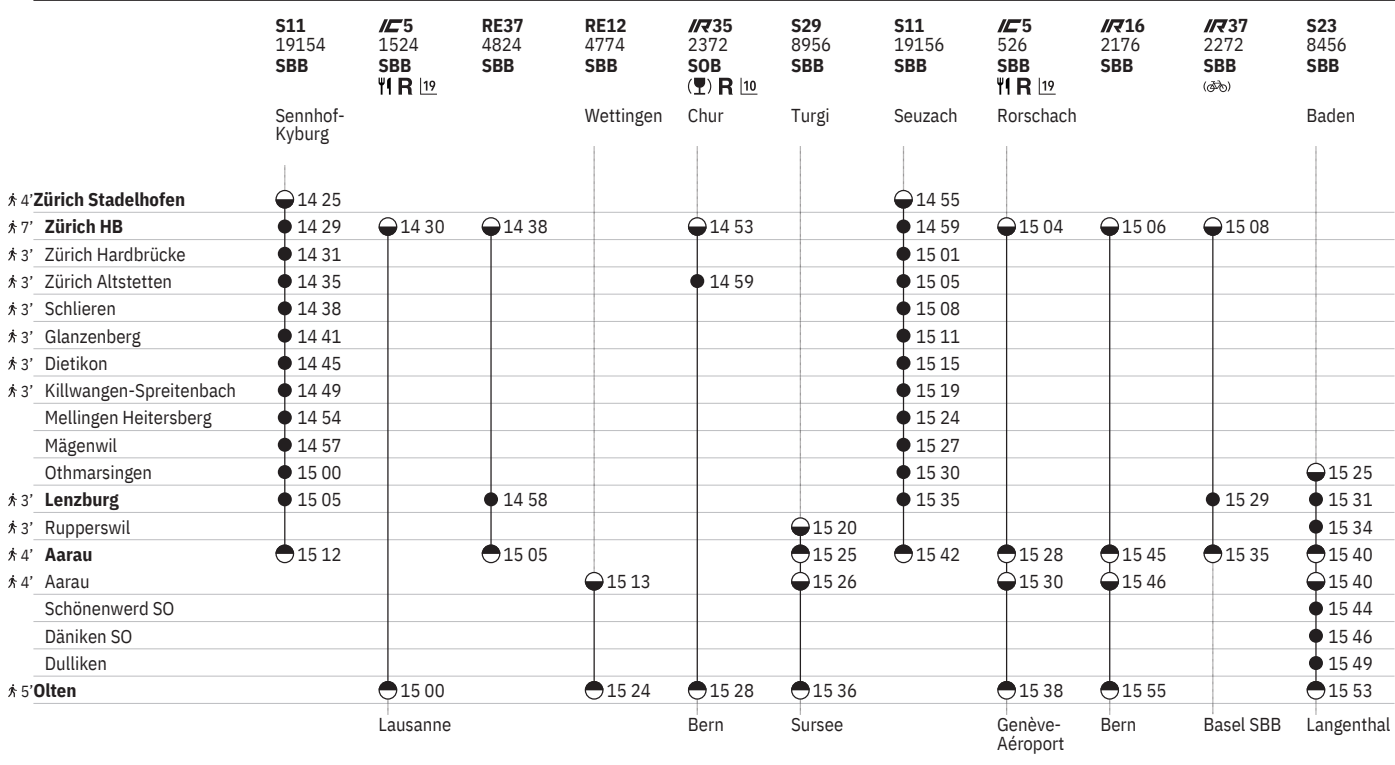 S11 IC5 RE37 RE12 IR35 S29 S11 IC5 IR16 IR37 S23
19154 1524 4824 4774 2372 8956 19156 526 2176 2272 8456
SBB SBB SBB SBB SOB SBB SBB SBB SBB SBB SBB
R 19 R 10 R 19
Sennhof- Wettingen Chur Turgi Seuzach Rorschach Baden
Kyburg
4’ Zürich Stadelhofen 14 25 14 55
7’ Zürich HB 14 29 14 30 14 38 14 53 14 59 15 04 15 06 15 08
3’ Zürich Hardbrücke 14 31 15 01
3’ Zürich Altstetten 14 35 14 59 15 05
3’ Schlieren 14 38 15 08
3’ Glanzenberg 14 41 15 11
3’ Dietikon 14 45 15 15
3’ Killwangen-Spreitenbach 14 49 15 19
Mellingen Heitersberg 14 54 15 24
Mägenwil 14 57 15 27
Othmarsingen 15 00 15 30 15 25
3’ Lenzburg 15 05 14 58 15 35 15 29 15 31
3’ Rupperswil 15 20 15 34
4’ Aarau 15 12 15 05 15 25 15 42 15 28 15 45 15 35 15 40
4’ Aarau 15 13 15 26 15 30 15 46 15 40
Schönenwerd SO 15 44
Däniken SO 15 46
Dulliken 15 49
5’ Olten 15 00 15 24 15 28 15 36 15 38 15 55 15 53
Lausanne Bern Sursee Genève- Bern Basel SBB Langenthal
Aéroport